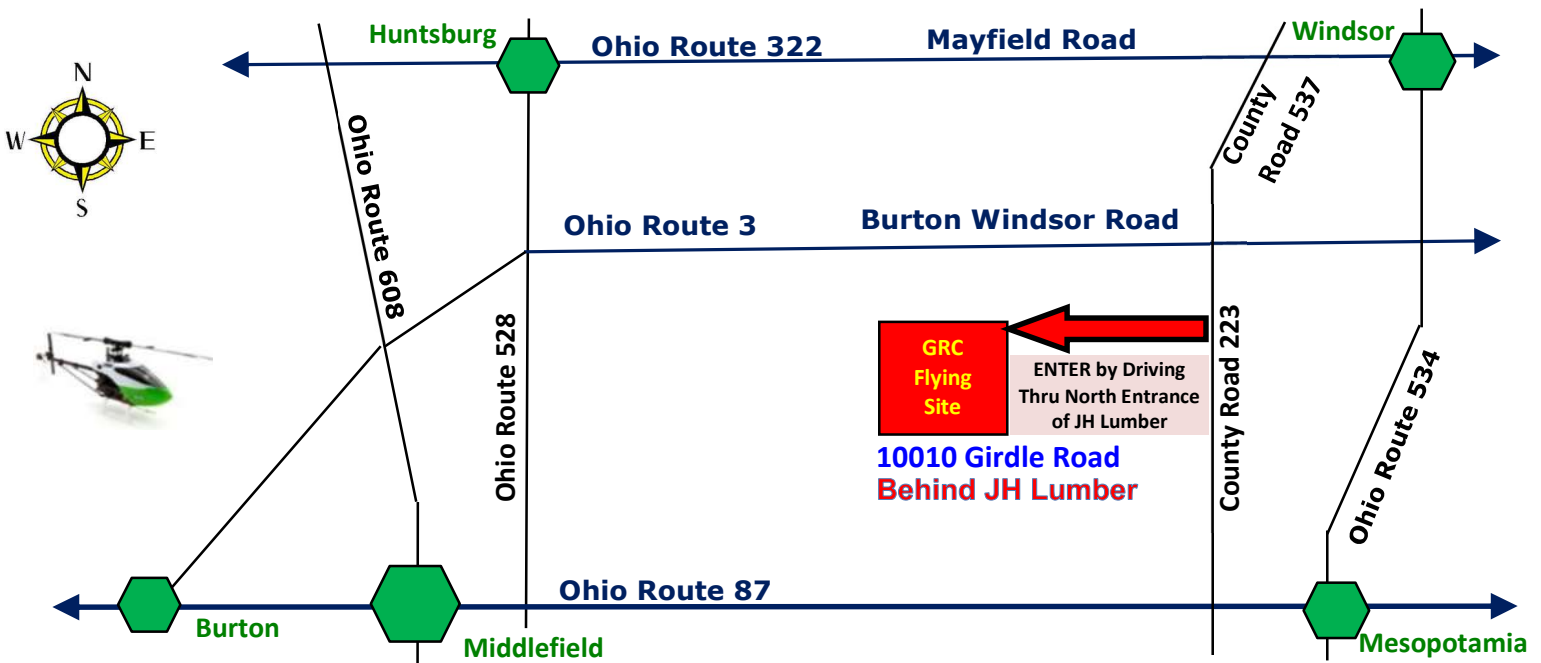 Huntsburg
Ohio Route 322
Mayfield Road
Windsor
N
W
E
S
County
Road 537
Ohio Route 608
Ohio Route 3
Burton Windsor Road
Ohio Route 528
GRC
Flying
Site
ENTER by Driving
Thru North Entrance
of JH Lumber
County Road 223
Ohio Route 534
10010 Girdle Road
Behind JH Lumber
Ohio Route 87
Burton
Middlefield
Mesopotamia